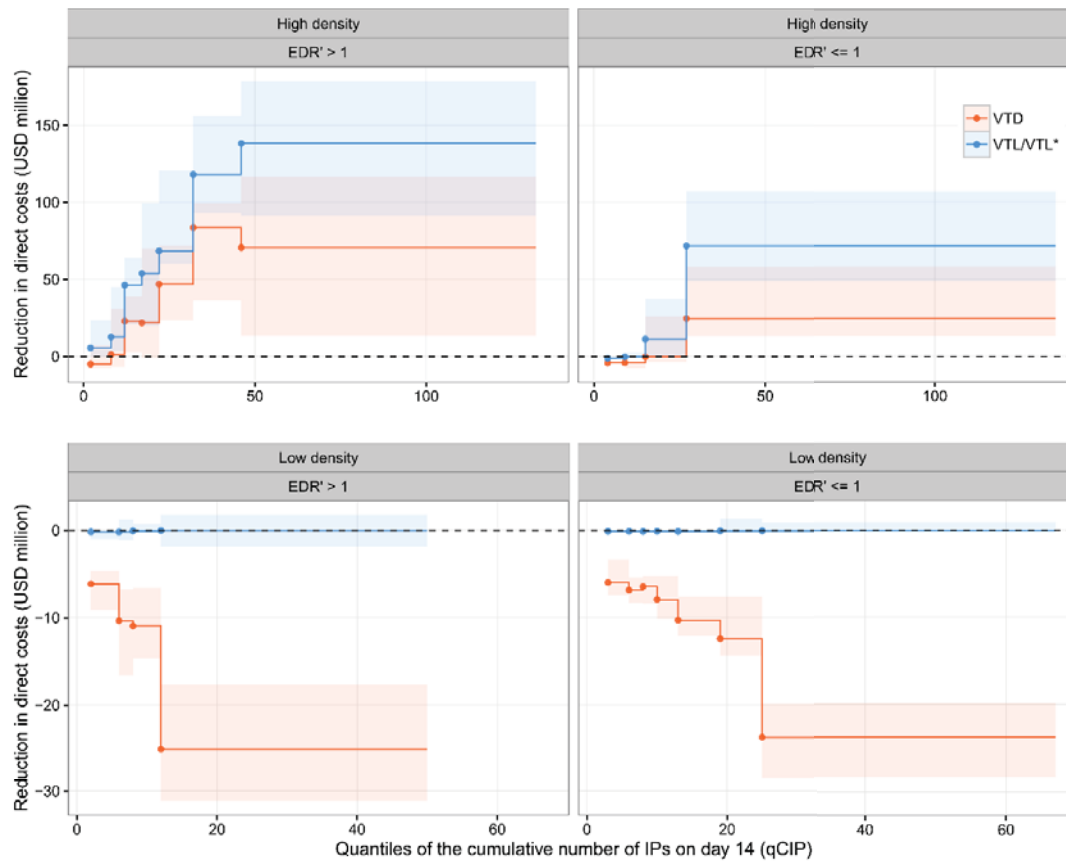 High density
High density
EDR' > 1
EDR' <= 1
Reduction in direct costs (USD million)
150
100
50
0
VTD
VTL/VTL*
0
50
100
0
50
100
Low density
Low density
EDR' > 1
EDR' <= 1
Reduction in direct costs (USD million)
0
−10
−20
−30
0
20
40
60
0
20
40
60
Quantiles of the cumulative number of IPs on day 14 (qCIP)